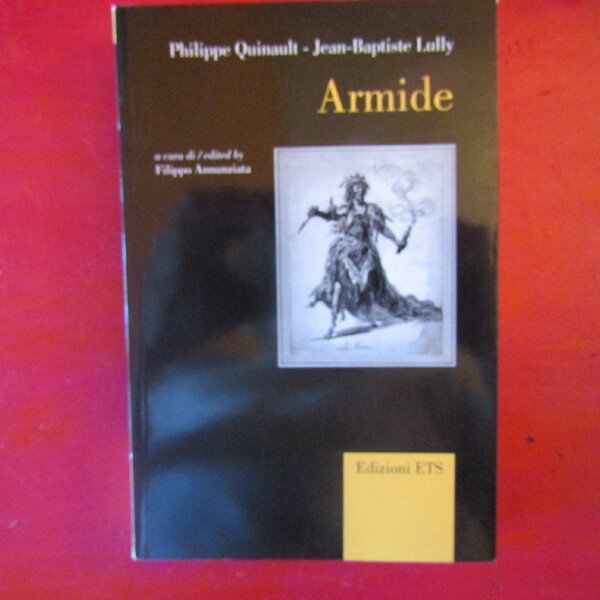 Philippe Quinault - Jean-Baptiste Lully
Armide
a cura di / edited by
Filippo Annunziata
Edizioni ETS